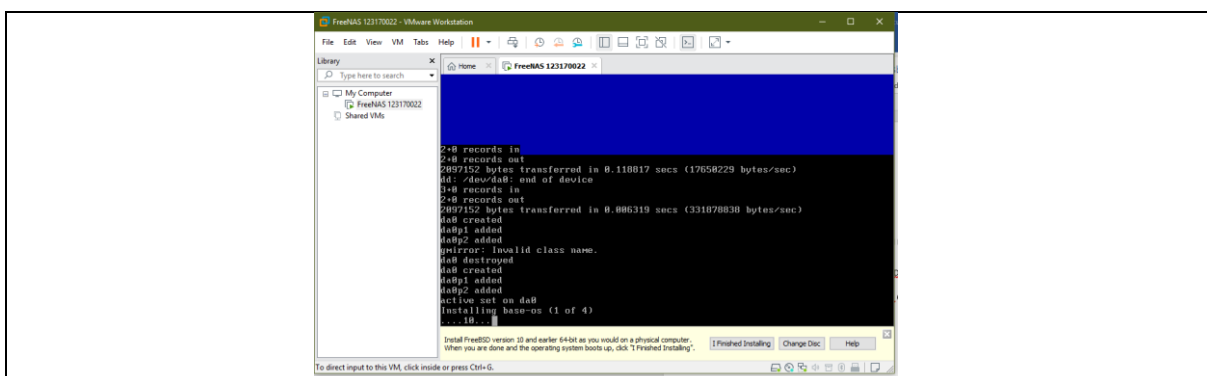 FreeNAS 123170022 - VMware Workstation
File Edit View VM Tabs Help
Library
Home
FreeNAS 123170022
Type here to search
My Computer
FreeNAS 123170022
Shared VMs
2+0 records in
2+0 records out
2097152 bytes transferred in 0.118817 secs (17650229 bytes/sec)
dd: /dev/da0: end of device
3+0 records in
2+0 records out
2097152 bytes transferred in 0.006319 secs (331878838 bytes/sec)
da0 created
da0p1 added
da0p2 added
gmirror: Invalid class name.
da0 destroyed
da0 created
da0p1 added
da0p2 added
active set on da0
Installing base-os (1 of 4)
....10...
Install FreeBSD version 10 and earlier 64-bit as you would on a physical computer.
When you are done and the operating system boots up, click "I Finished Installing".
I Finished Installing
Change Disc
Help
To direct input to this VM, click inside or press Ctrl+G.